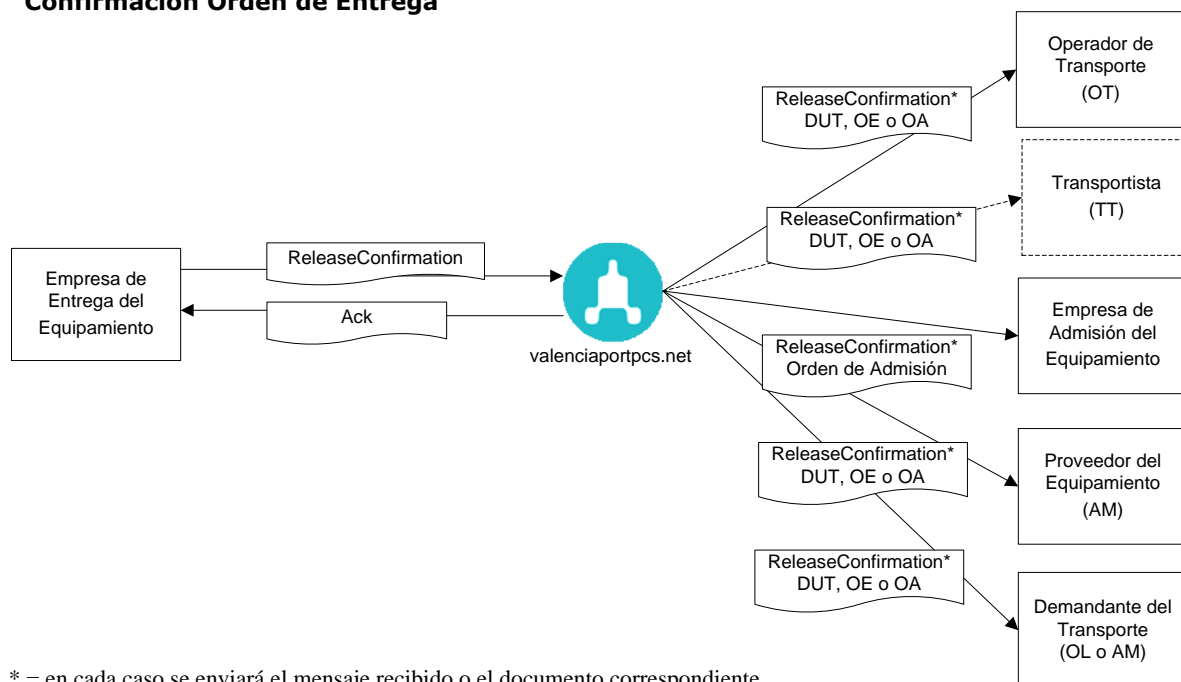 Confirmación Orden de Entrega
Operador de
Transporte
(OT)
ReleaseConfirmation*
DUT, OE o OA
Transportista
(TT)
ReleaseConfirmation*
DUT, OE o OA
ReleaseConfirmation
Empresa de
Entrega del
Equipamiento
Ack
valenciaportpcs.net
Empresa de
Admisión del
Equipamiento
ReleaseConfirmation*
Orden de Admisión
ReleaseConfirmation*
DUT, OE o OA
Proveedor del
Equipamiento
(AM)
ReleaseConfirmation*
DUT, OE o OA
Demandante del
Transporte
(OL o AM)
* = en cada caso se enviará el mensaje recibido o el documento correspondiente